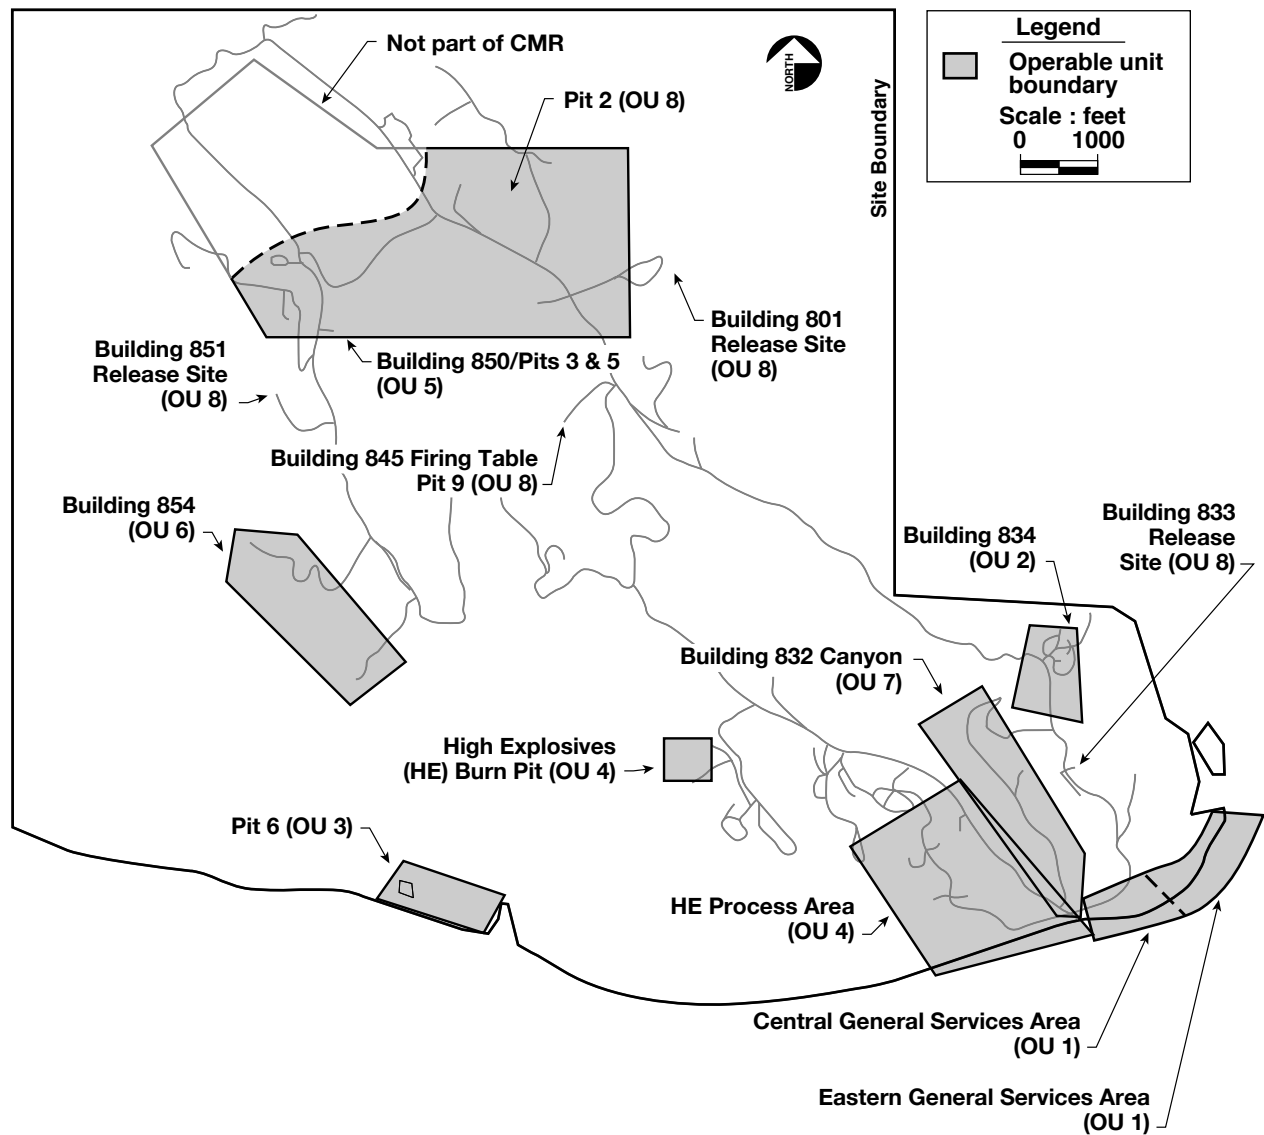 Not part of CMR
Pit 2 (OU 8)
NORTH
Site Boundary
Legend
Operable unit
boundary
Scale : feet
0 1000
Building 801
Release Site
(OU 8)
Building 851
Release Site
(OU 8)
Building 850/Pits 3 & 5
(OU 5)
Building 845 Firing Table
Pit 9 (OU 8)
Building 854
(OU 6)
Building 834
(OU 2)
Building 833
Release
Site (OU 8)
Building 832 Canyon
(OU 7)
High Explosives
(HE) Burn Pit (OU 4)
Pit 6 (OU 3)
HE Process Area
(OU 4)
Central General Services Area
(OU 1)
Eastern General Services Area
(OU 1)